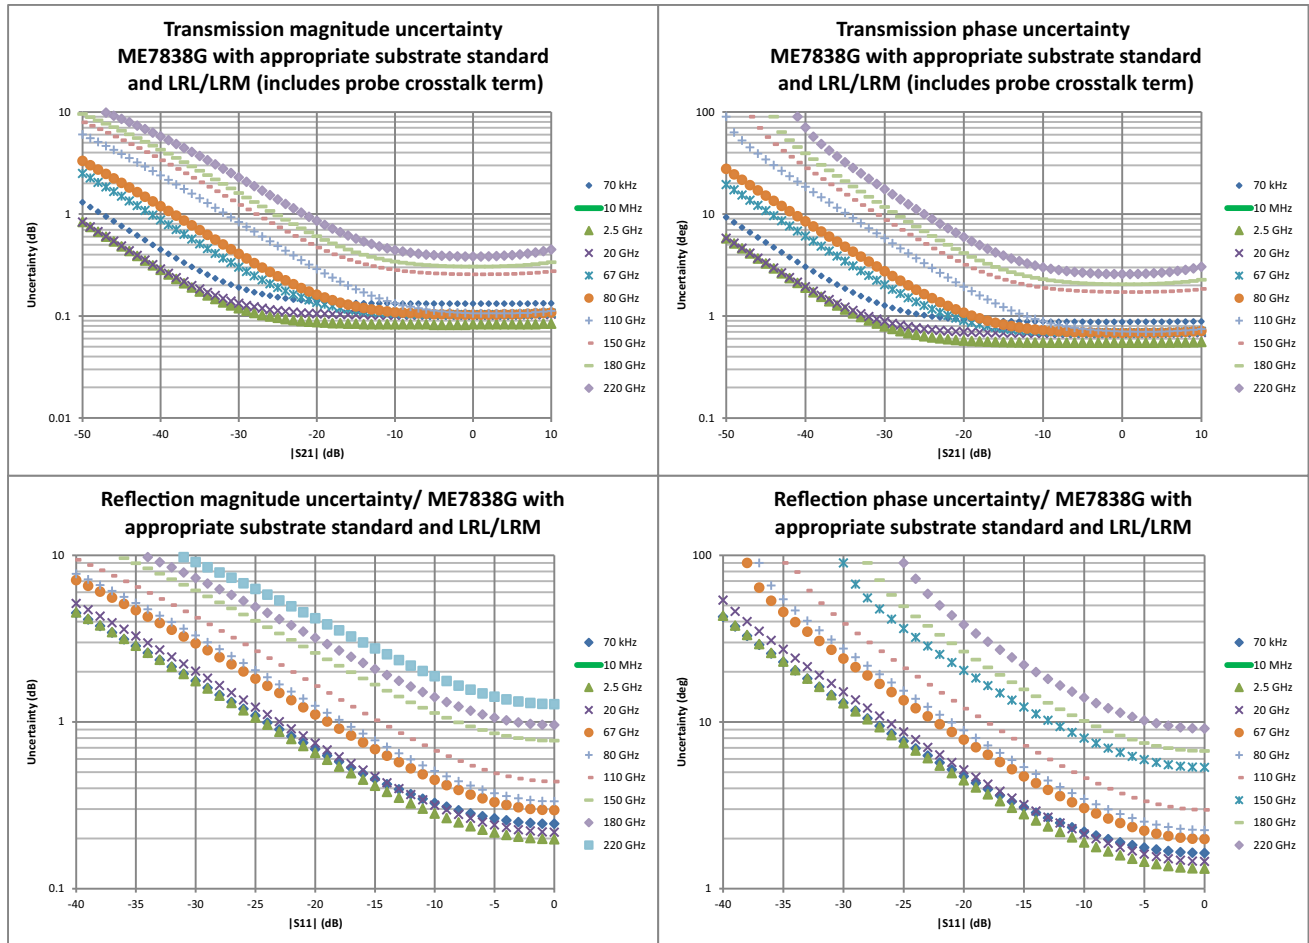 Transmission magnitude uncertainty
ME7838G with appropriate substrate standard
and LRL/LRM (includes probe crosstalk term)
10
1
0.1
0.01
Uncertainty (dB)
-50 -40 -30 -20 -10 0 10
|S21| (dB)
70 kHz
10 MHz
2.5 GHz
20 GHz
67 GHz
80 GHz
110 GHz
150 GHz
180 GHz
220 GHz
Transmission phase uncertainty
ME7838G with appropriate substrate standard
and LRL/LRM (includes probe crosstalk term)
100
10
1
0.1
Uncertainty (deg)
-50 -40 -30 -20 -10 0 10
|S21| (dB)
70 kHz
10 MHz
2.5 GHz
20 GHz
67 GHz
80 GHz
110 GHz
150 GHz
180 GHz
220 GHz
Reflection magnitude uncertainty/ ME7838G with
appropriate substrate standard and LRL/LRM
10
1
0.1
Uncertainty (dB)
-40 -35 -30 -25 -20 -15 -10 -5 0
|S11| (dB)
70 kHz
10 MHz
2.5 GHz
20 GHz
67 GHz
80 GHz
110 GHz
150 GHz
180 GHz
220 GHz
Reflection phase uncertainty/ ME7838G with
appropriate substrate standard and LRL/LRM
100
10
1
Uncertainty (deg)
-40 -35 -30 -25 -20 -15 -10 -5 0
|S11| (dB)
70 kHz
10 MHz
2.5 GHz
20 GHz
67 GHz
80 GHz
110 GHz
150 GHz
180 GHz
220 GHz